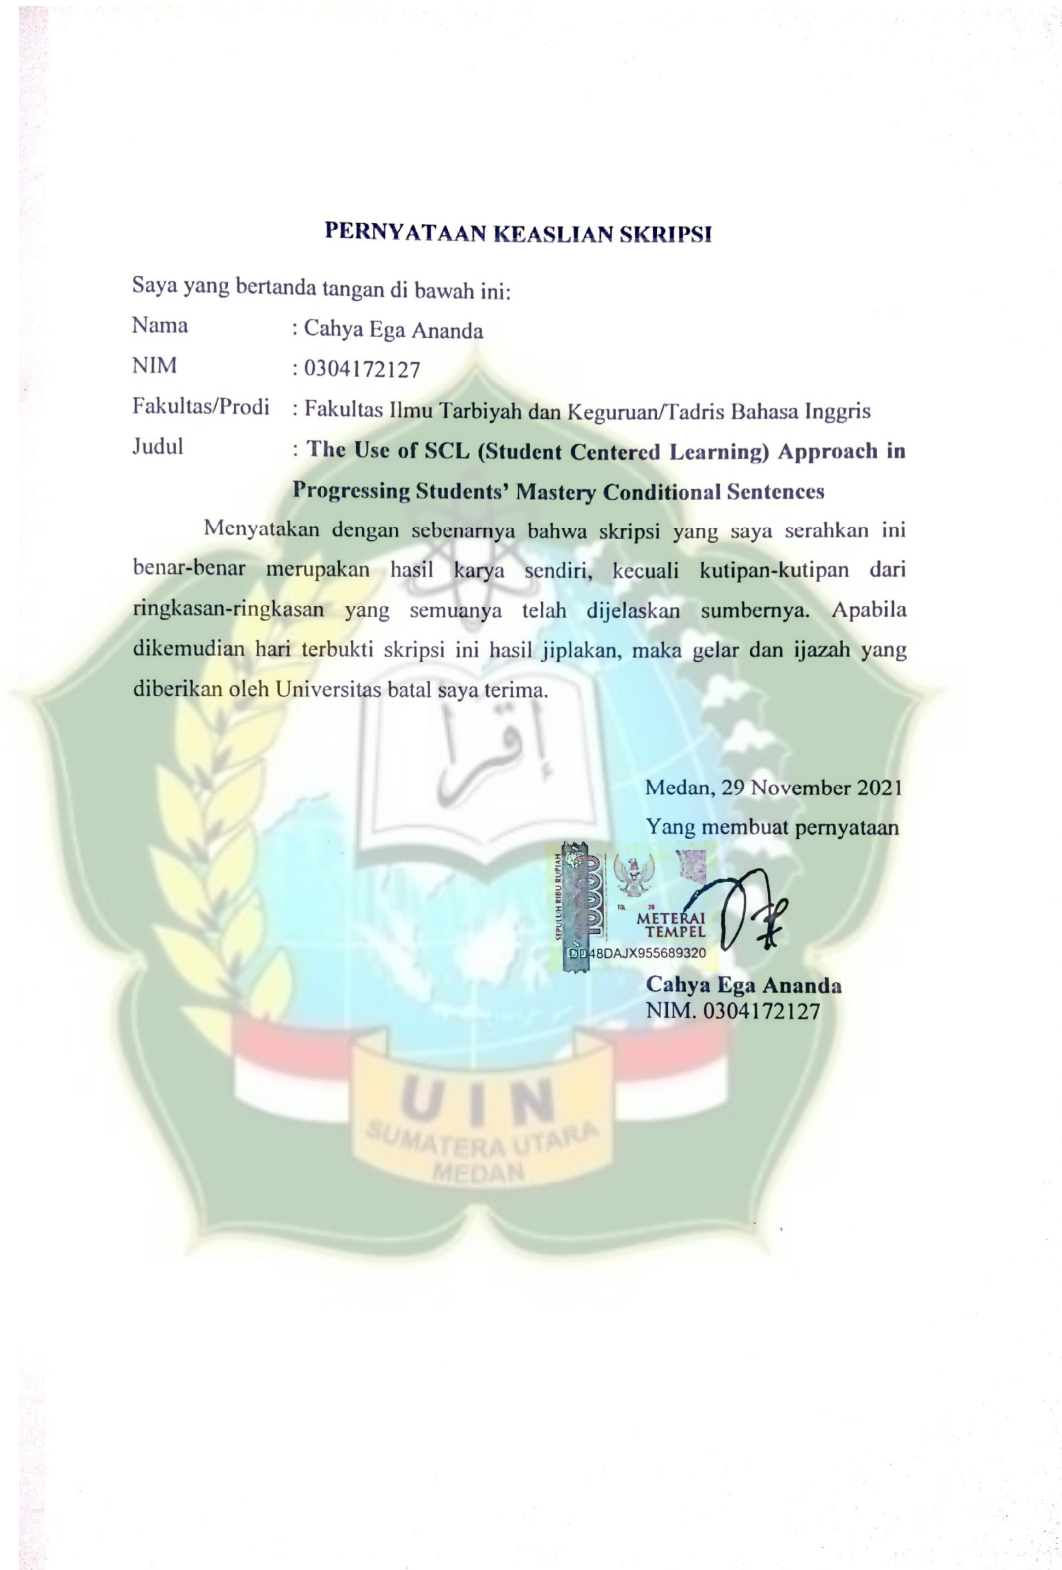 PERNYATAAN KEASLIAN SKRIPSI
Saya yang bertanda tangan di bawah ini:
Nama : Cahya Ega Ananda
NIM : 0304172127
Fakultas/Prodi : Fakultas Ilmu Tarbiyah dan Keguruan/Tadris Bahasa Inggris
Judul : The Use of SCL (Student Centered Learning) Approach in
Progressing Students’ Mastery Conditional Sentences
Menyatakan dengan sebenarnya bahwa skripsi yang saya serahkan ini
benar-benar merupakan hasil karya sendiri, kecuali kutipan-kutipan dari
ringkasan-ringkasan yang semuanya telah dijelaskan sumbernya. Apabila
dikemudian hari terbukti skripsi ini hasil jiplakan, maka gelar dan ijazah yang
diberikan oleh Universitas batal saya terima.
إقرأ
Medan, 29 November 2021
Yang membuat pernyataan
SEPULUH RIBU RUPIAH
10000
METERAI
TEMPEL
DD48DAJX955689320
Cahya Ega Ananda
NIM. 0304172127
UIN
SUMATERA UTARA
MEDAN